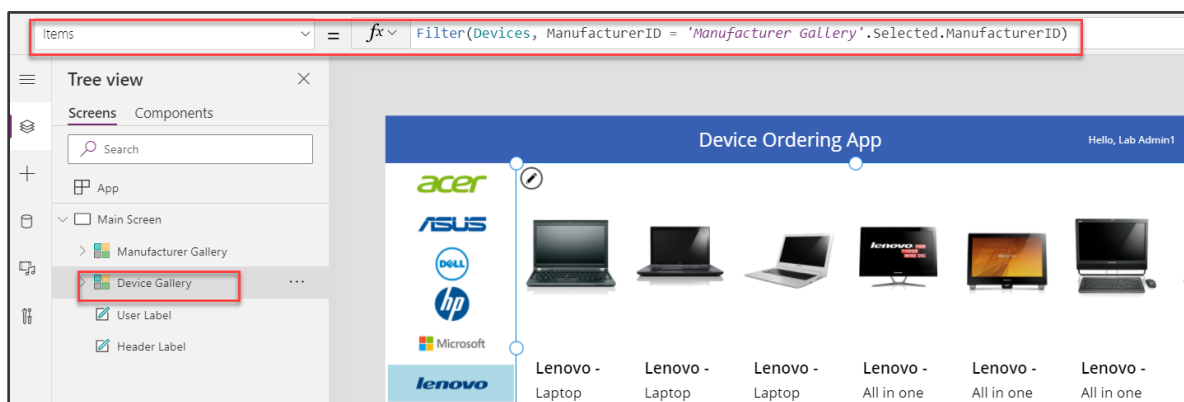 Items
= fx Filter(Devices, ManufacturerID = 'Manufacturer Gallery'.Selected.ManufacturerID)
Tree view
Screens Components
Search
App
Main Screen
Manufacturer Gallery
Device Gallery ...
User Label
Header Label
Device Ordering App
Hello, Lab Admin1
acer
ASUS
DELL
hp
Microsoft
lenovo
lenovo
Lenovo - Lenovo - Lenovo - Lenovo - Lenovo - Lenovo -
Laptop Laptop Laptop All in one All in one All in one